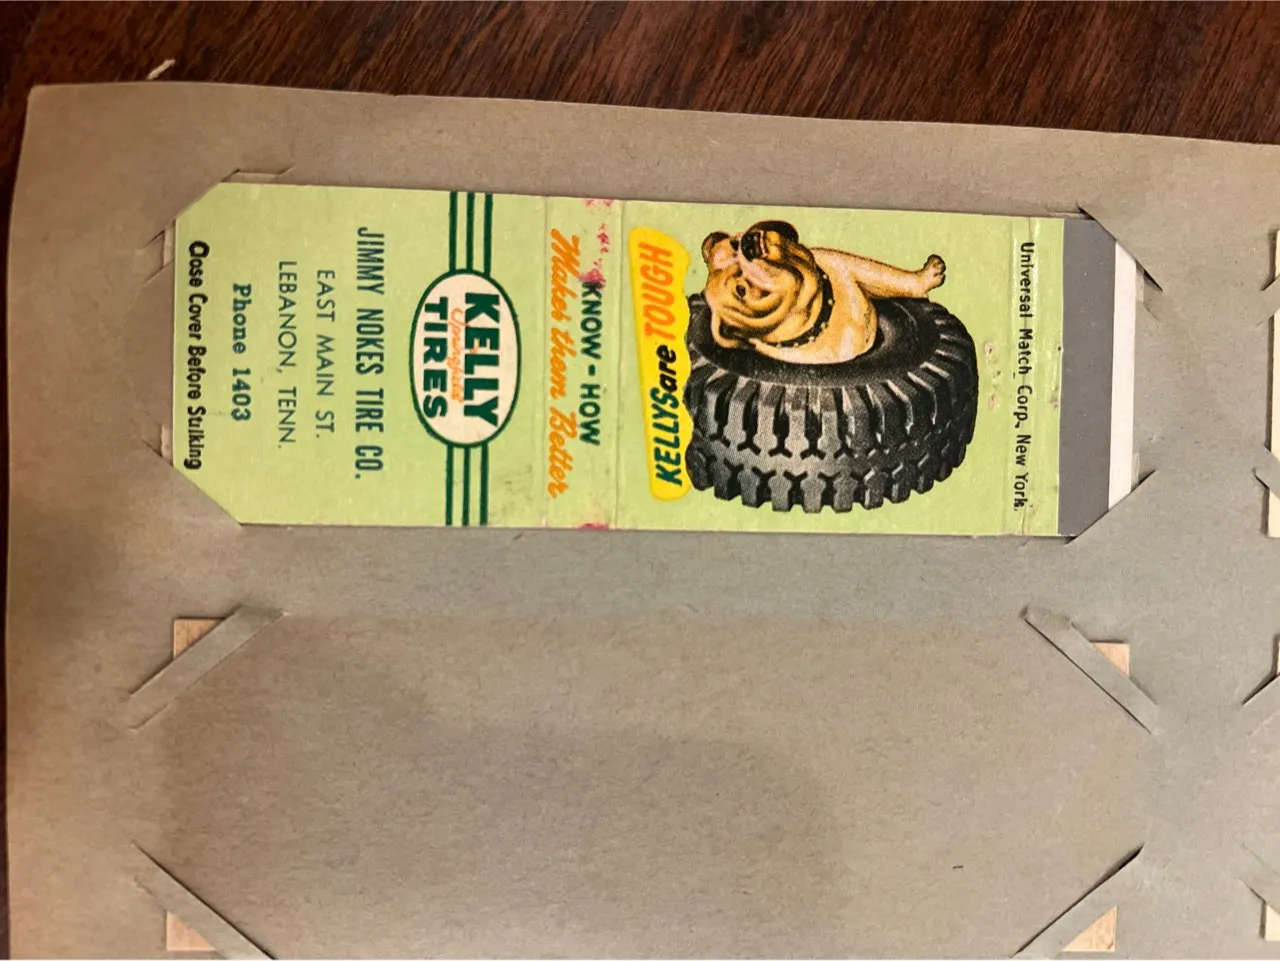 Universal Match Corp., New York,
KELLYS are TOUGH
KNOW-HOW
Makes them Better
KELLY
Springfield
TIRES
JIMMY NOKES TIRE CO.
EAST MAIN ST.
LEBANON, TENN.
Phone 1403
Close Cover Before Striking